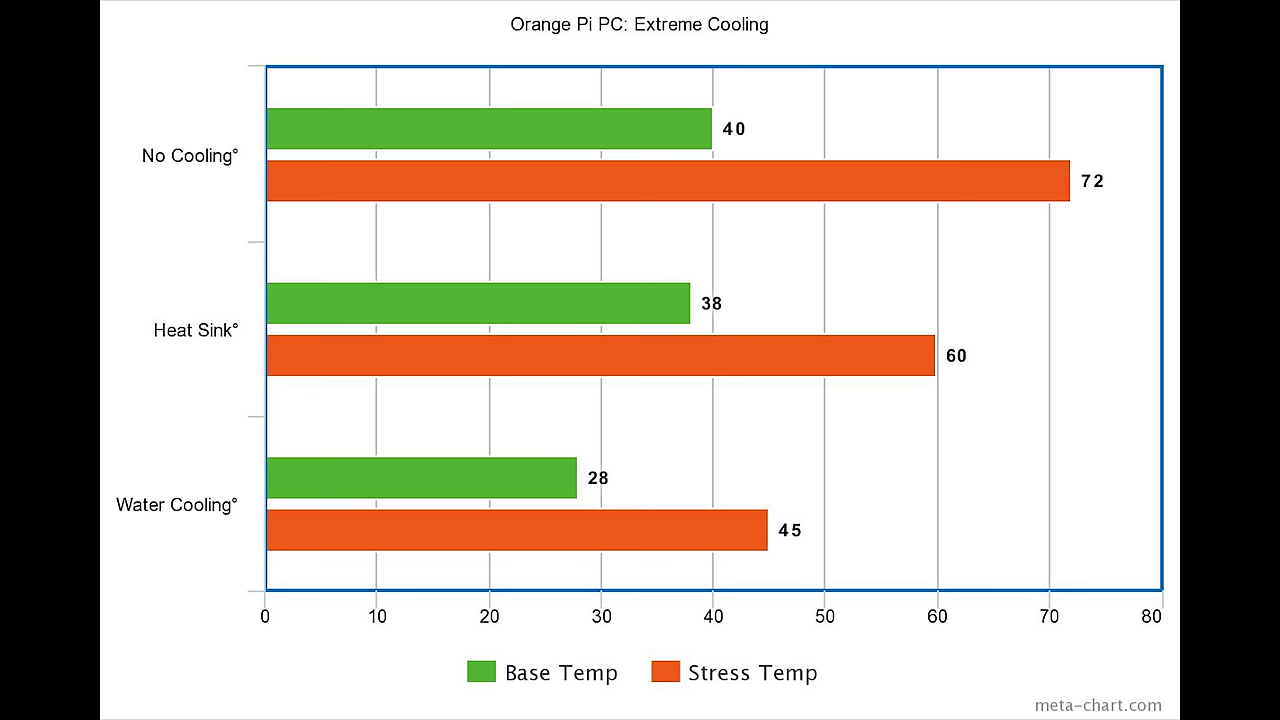 Orange Pi PC: Extreme Cooling
No Cooling°
40
72
Heat Sink°
38
60
Water Cooling°
28
45
0 10 20 30 40 50 60 70 80
Base Temp Stress Temp
meta-chart.com